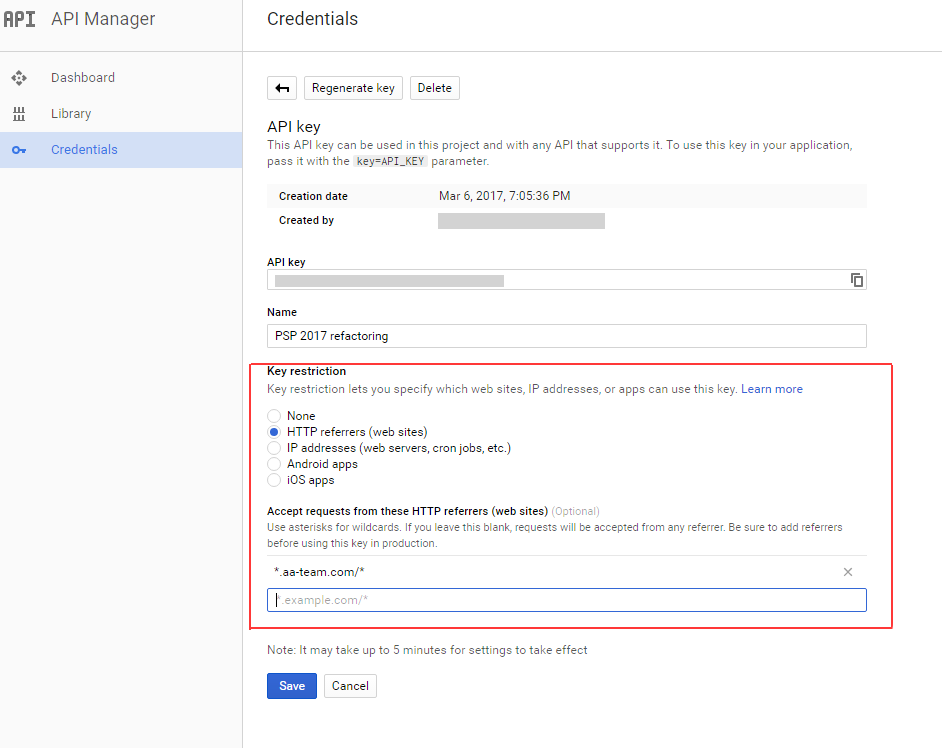 API API Manager
Credentials
Dashboard
Library
Credentials
Regenerate key
Delete
API key
This API key can be used in this project and with any API that supports it. To use this key in your application,
pass it with the key=API_KEY parameter.
Creation date Mar 6, 2017, 7:05:36 PM
Created by
API key
Name
PSP 2017 refactoring
Key restriction
Key restriction lets you specify which web sites, IP addresses, or apps can use this key. Learn more
None
HTTP referrers (web sites)
IP addresses (web servers, cron jobs, etc.)
Android apps
iOS apps
Accept requests from these HTTP referrers (web sites) (Optional)
Use asterisks for wildcards. If you leave this blank, requests will be accepted from any referrer. Be sure to add referrers
before using this key in production.
*.aa-team.com/*
*.example.com/*
Note: It may take up to 5 minutes for settings to take effect
Save
Cancel